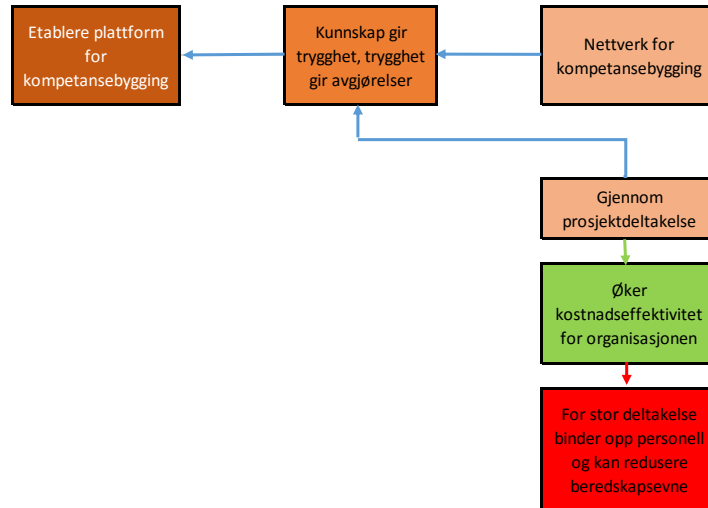 Etablere plattform
for
kompetansebygging
Kunnskap gir
trygghet, trygghet
gir avgjørelser
Nettverk for
kompetansebygging
Gjennom
prosjektdeltakelse
Øker
kostnadseffektivitet
for organisasjonen
For stor deltakelse
binder opp personell
og kan redusere
beredskapsevne